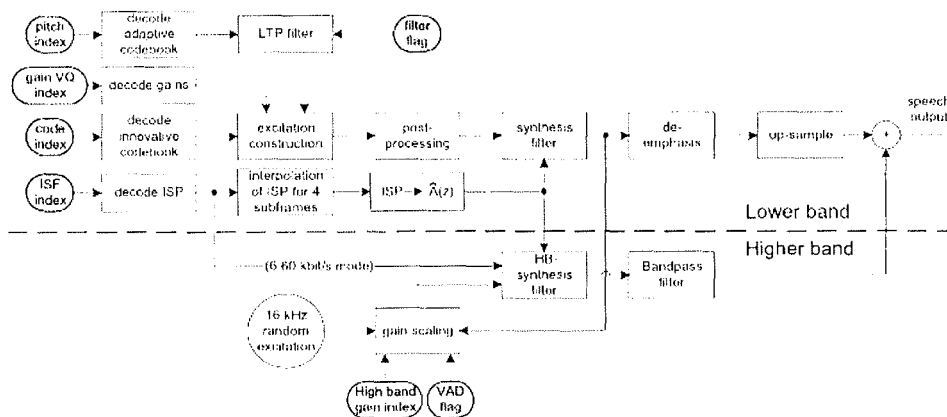 pitch
index
decode
adaptive
codebook
LTP filter
filter
flag
gain VQ
index
decode gains
code
index
decode
innovative
codebook
excitation
construction
post-
processing
synthesis
filter
de-
emphasis
up-sample
+
speech
output
ISF
index
decode ISP
interpolation
of ISP for 4
subframes
ISP → Â(z)
Lower band
Higher band
(6.60 kbit/s mode)
HB-
synthesis
filter
Bandpass
filter
16 kHz
random
excitation
gain scaling
High band
gain index
VAD
flag